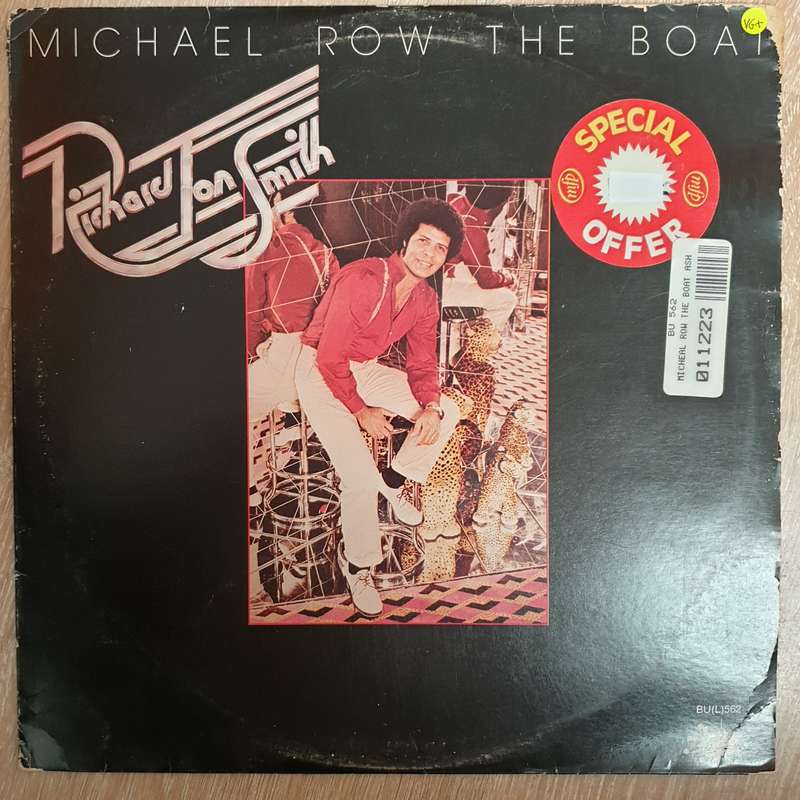 MICHAEL ROW THE BOAT
VG+
Richard Jon Smith
SPECIAL
mfp
mfp
OFFER
BU 562
MICHEAL ROW THE BOAT ASH
011223
BU(L)562